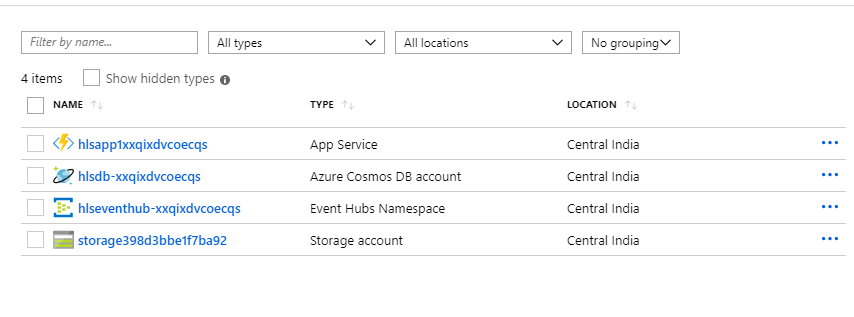 Filter by name... All types All locations No grouping
4 items Show hidden types
NAME TYPE LOCATION
hlsapp1xxqixdvcoecqs App Service Central India
hlsdb-xxqixdvcoecqs Azure Cosmos DB account Central India
hlseventhub-xxqixdvcoecqs Event Hubs Namespace Central India
storage398d3bbe1f7ba92 Storage account Central India